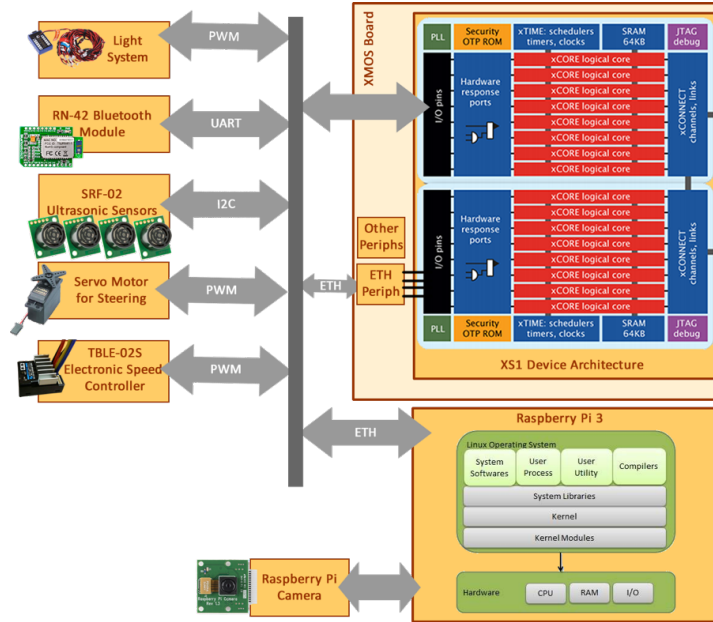 Light
System
PWM
RN-42 Bluetooth
Module
UART
SRF-02
Ultrasonic Sensors
I2C
Servo Motor
for Steering
PWM
TBLE-02S
Electronic Speed
Controller
PWM
ETH
ETH
XMOS Board
Other
Periphs
ETH
Periph
PLL
Security
OTP ROM
xTIME: schedulers
timers, clocks
SRAM
64KB
JTAG
debug
I/O pins
Hardware
response
ports
xCORE logical core
xCORE logical core
xCORE logical core
xCORE logical core
xCORE logical core
xCORE logical core
xCORE logical core
xCORE logical core
xCONNECT
channels, links
I/O pins
Hardware
response
ports
xCORE logical core
xCORE logical core
xCORE logical core
xCORE logical core
xCORE logical core
xCORE logical core
xCORE logical core
xCORE logical core
xCONNECT
channels, links
PLL
Security
OTP ROM
xTIME: schedulers
timers, clocks
SRAM
64KB
JTAG
debug
XS1 Device Architecture
Raspberry Pi 3
Linux Operating System
System
Softwares
User
Process
User
Utility
Compilers
System Libraries
Kernel
Kernel Modules
Hardware
CPU
RAM
I/O
Raspberry Pi
Camera